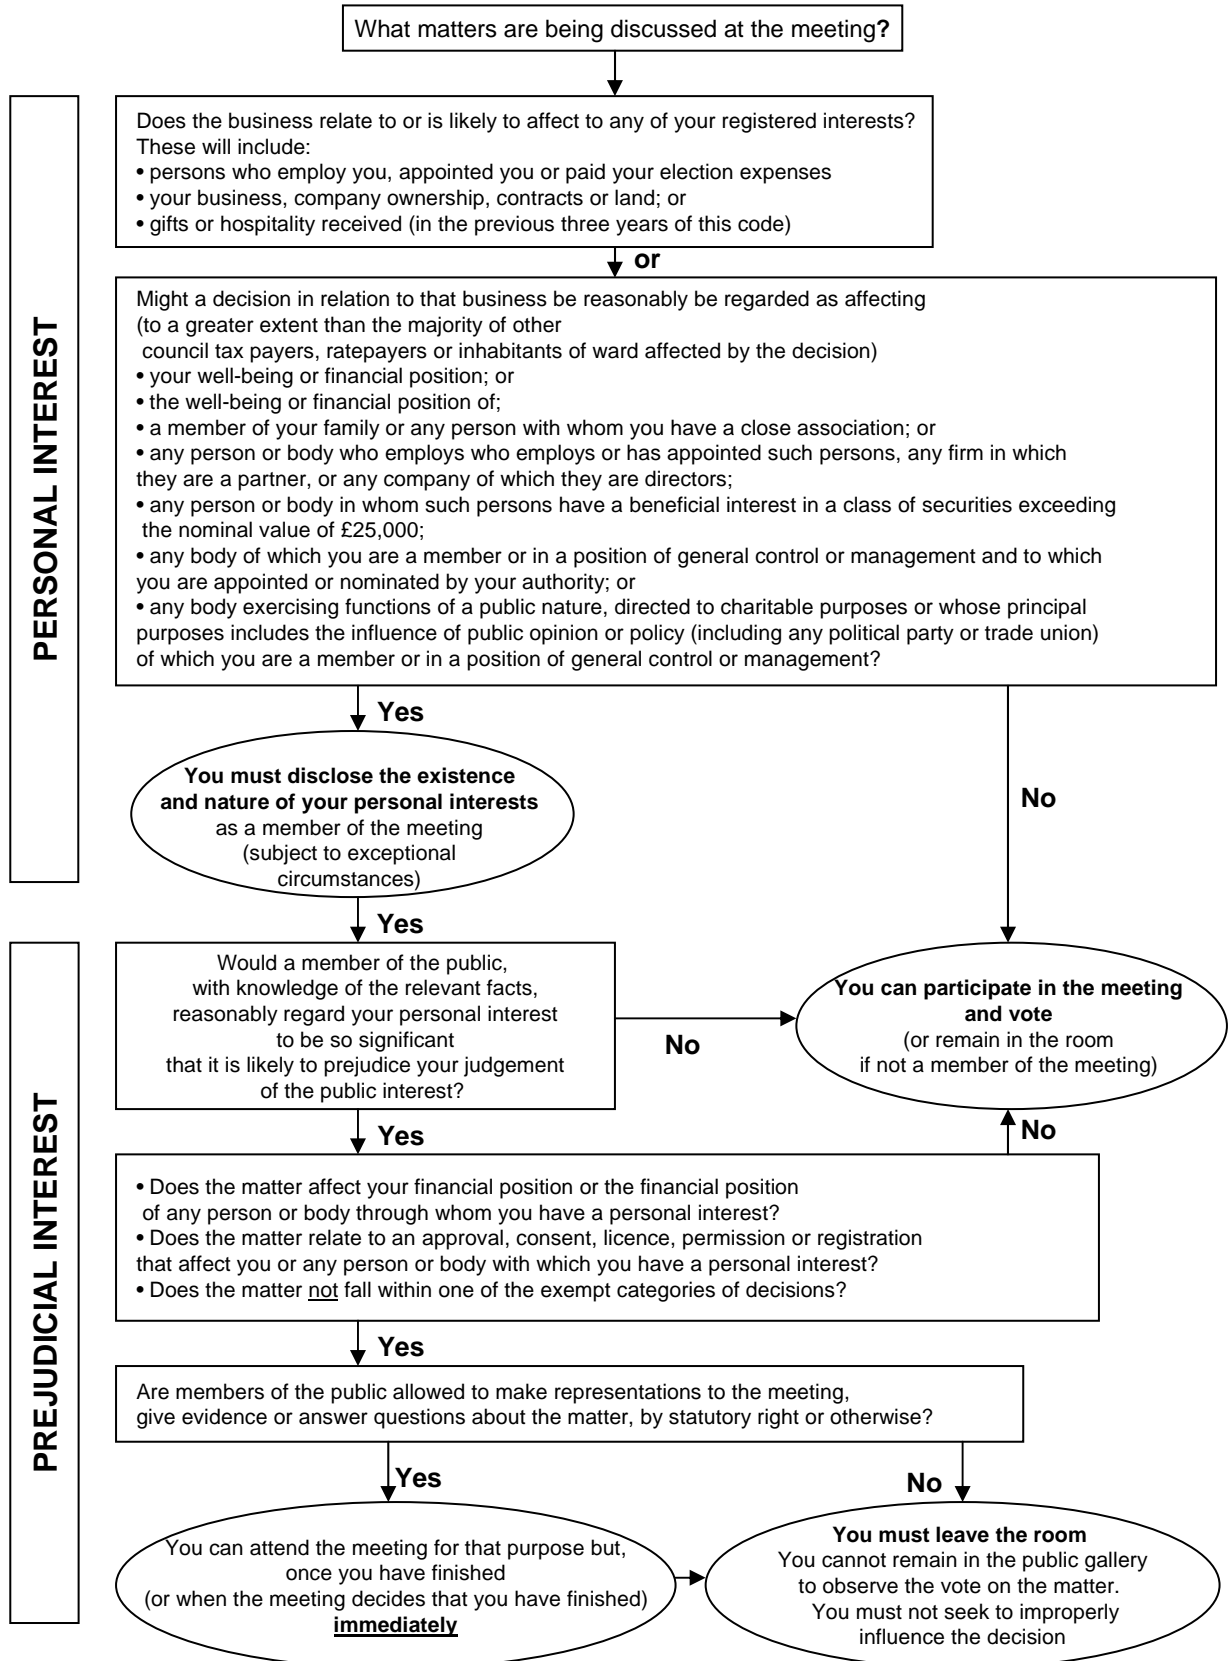 What matters are being discussed at the meeting?
PERSONAL INTEREST
Does the business relate to or is likely to affect to any of your registered interests?
These will include:
• persons who employ you, appointed you or paid your election expenses
• your business, company ownership, contracts or land; or
• gifts or hospitality received (in the previous three years of this code)
or
Might a decision in relation to that business be reasonably be regarded as affecting
(to a greater extent than the majority of other
council tax payers, ratepayers or inhabitants of ward affected by the decision)
• your well-being or financial position; or
• the well-being or financial position of;
• a member of your family or any person with whom you have a close association; or
• any person or body who employs who employs or has appointed such persons, any firm in which
they are a partner, or any company of which they are directors;
• any person or body in whom such persons have a beneficial interest in a class of securities exceeding
the nominal value of £25,000;
• any body of which you are a member or in a position of general control or management and to which
you are appointed or nominated by your authority; or
• any body exercising functions of a public nature, directed to charitable purposes or whose principal
purposes includes the influence of public opinion or policy (including any political party or trade union)
of which you are a member or in a position of general control or management?
Yes
You must disclose the existence
and nature of your personal interests
as a member of the meeting
(subject to exceptional
circumstances)
No
Yes
PREJUDICIAL INTEREST
Would a member of the public,
with knowledge of the relevant facts,
reasonably regard your personal interest
to be so significant
that it is likely to prejudice your judgement
of the public interest?
No
You can participate in the meeting
and vote
(or remain in the room
if not a member of the meeting)
Yes
No
• Does the matter affect your financial position or the financial position
of any person or body through whom you have a personal interest?
• Does the matter relate to an approval, consent, licence, permission or registration
that affect you or any person or body with which you have a personal interest?
• Does the matter not fall within one of the exempt categories of decisions?
Yes
Are members of the public allowed to make representations to the meeting,
give evidence or answer questions about the matter, by statutory right or otherwise?
Yes
No
You can attend the meeting for that purpose but,
once you have finished
(or when the meeting decides that you have finished)
immediately
You must leave the room
You cannot remain in the public gallery
to observe the vote on the matter.
You must not seek to improperly
influence the decision